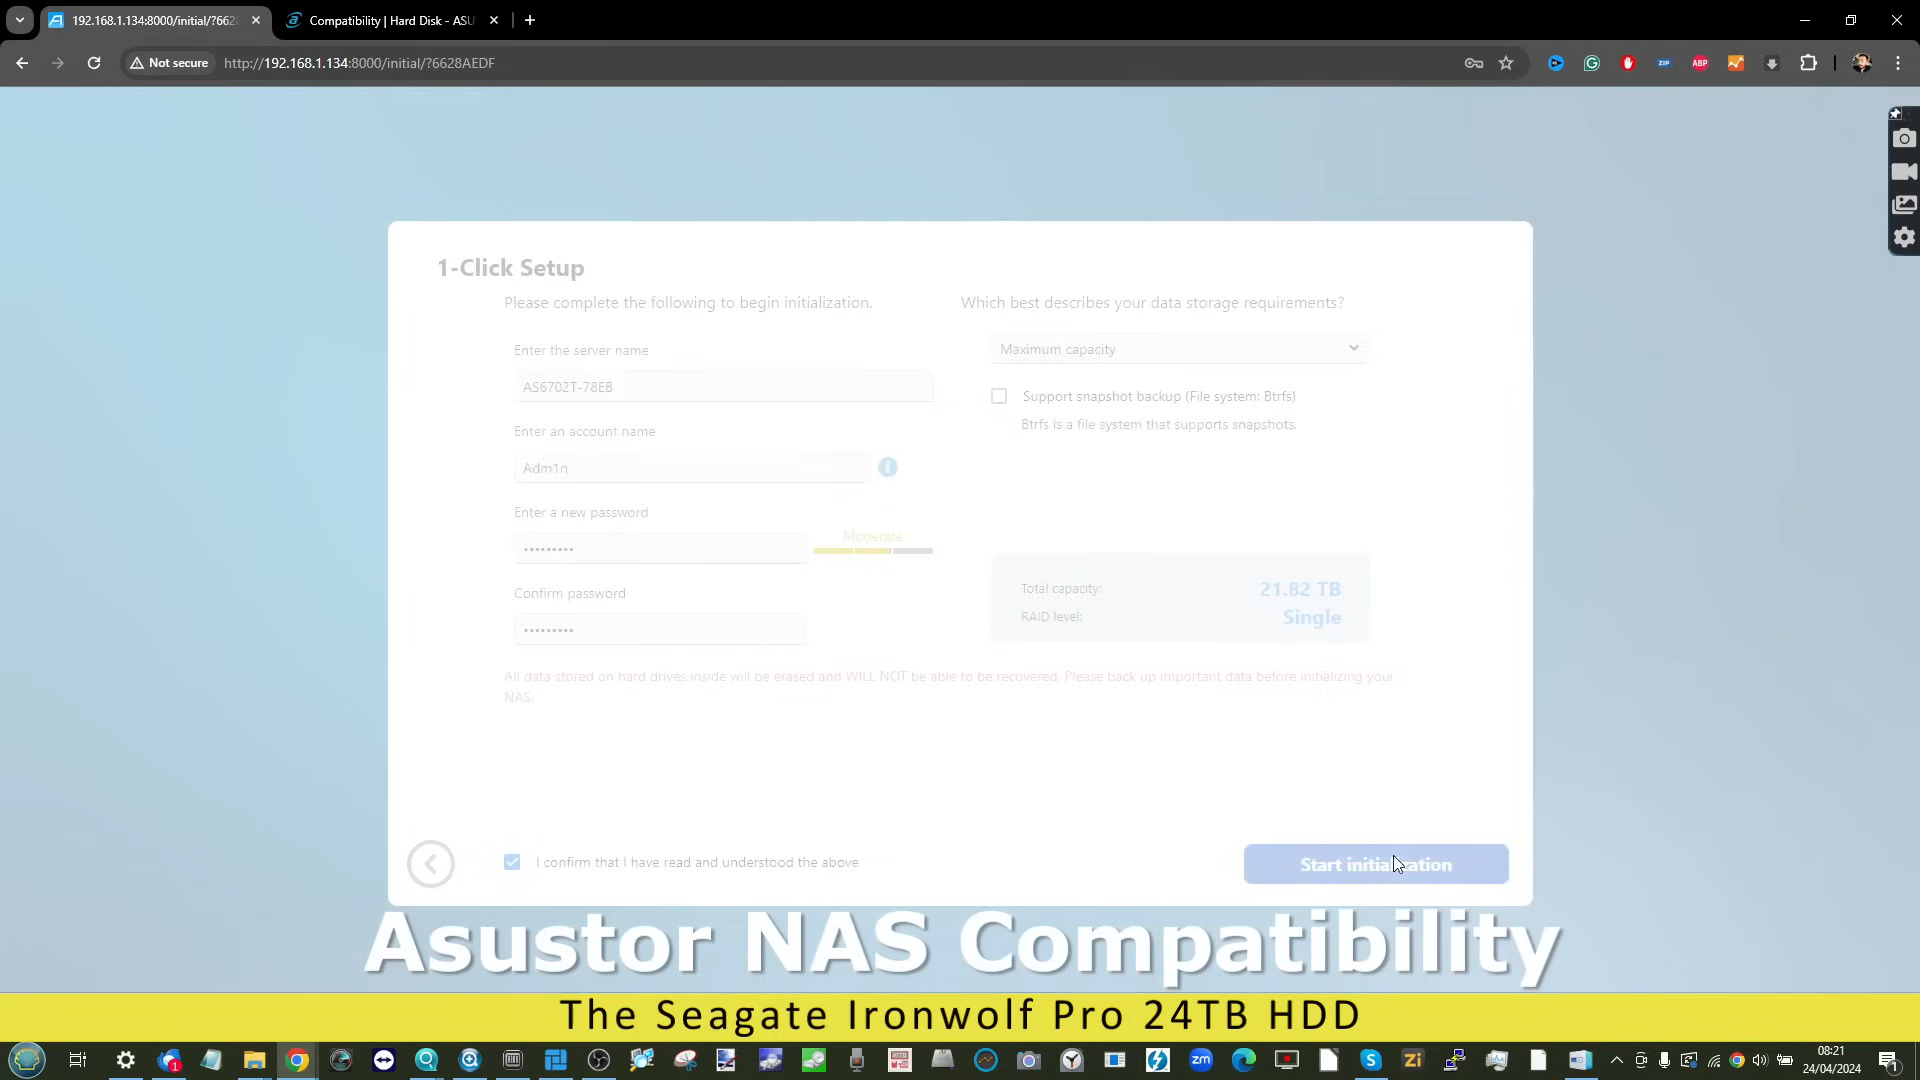 192.168.1.134:8000/initial/?662
Compatibility | Hard Disk - ASU
Not secure
http://192.168.1.134:8000/initial/?6628AEDF
ZIP
ABP
1-Click Setup
Please complete the following to begin initialization.
Which best describes your data storage requirements?
Enter the server name
Maximum capacity
AS6702T-78EB
Support snapshot backup (File system: Btrfs)
Btrfs is a file system that supports snapshots.
Enter an account name
Adm1n
Enter a new password
Moderate
Confirm password
Total capacity:
21.82 TB
RAID level:
Single
All data stored on hard drives inside will be erased and WILL NOT be able to be recovered. Please back up important data before initializing your
NAS.
I confirm that I have read and understood the above
Start initialization
Asustor NAS Compatibility
The Seagate Ironwolf Pro 24TB HDD
zm
Zi
08:21
24/04/2024